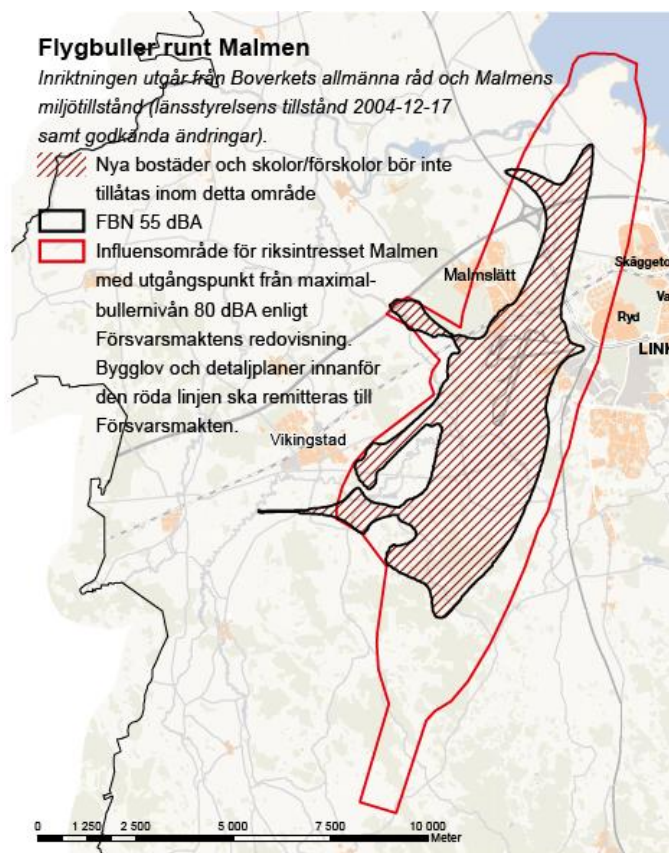 Flygbuller runt Malmen
Inriktningen utgår från Boverkets allmänna råd och Malmens
miljötillstånd (länsstyrelsens tillstånd 2004-12-17
samt godkända ändringar).
Nya bostäder och skolor/förskolor bör inte
tillåtas inom detta område
FBN 55 dBA
Influensområde för riksintresset Malmen
med utgångspunkt från maximal-
bullernivån 80 dBA enligt
Försvarsmaktens redovisning.
Bygglov och detaljplaner innanför
den röda linjen ska remitteras till
Försvarsmakten.
Malmslätt
Skäggeto
Va
Ryd
LINK
Vikingstad
0 1 250 2 500 5 000 7 500 10 000
Meter